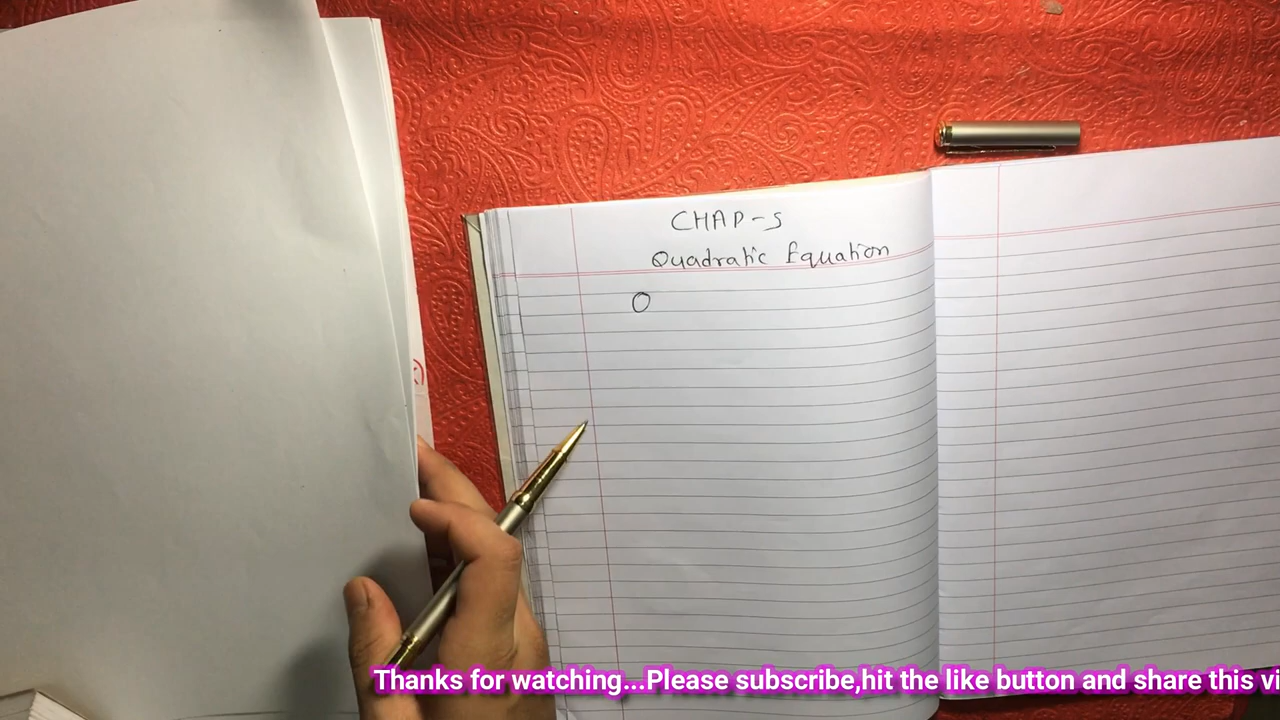 CHAP-5
Quadratic Equation
O
Thanks for watching...Please subscribe,hit the like button and share this vi